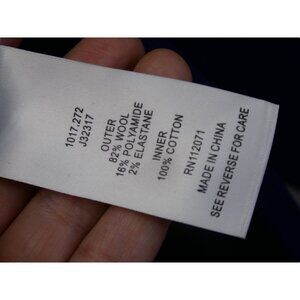 1017.272
J32317
OUTER
82% WOOL
16% POLYAMIDE
2% ELASTANE
INNER
100% COTTON
RN112071
MADE IN CHINA
SEE REVERSE FOR CARE